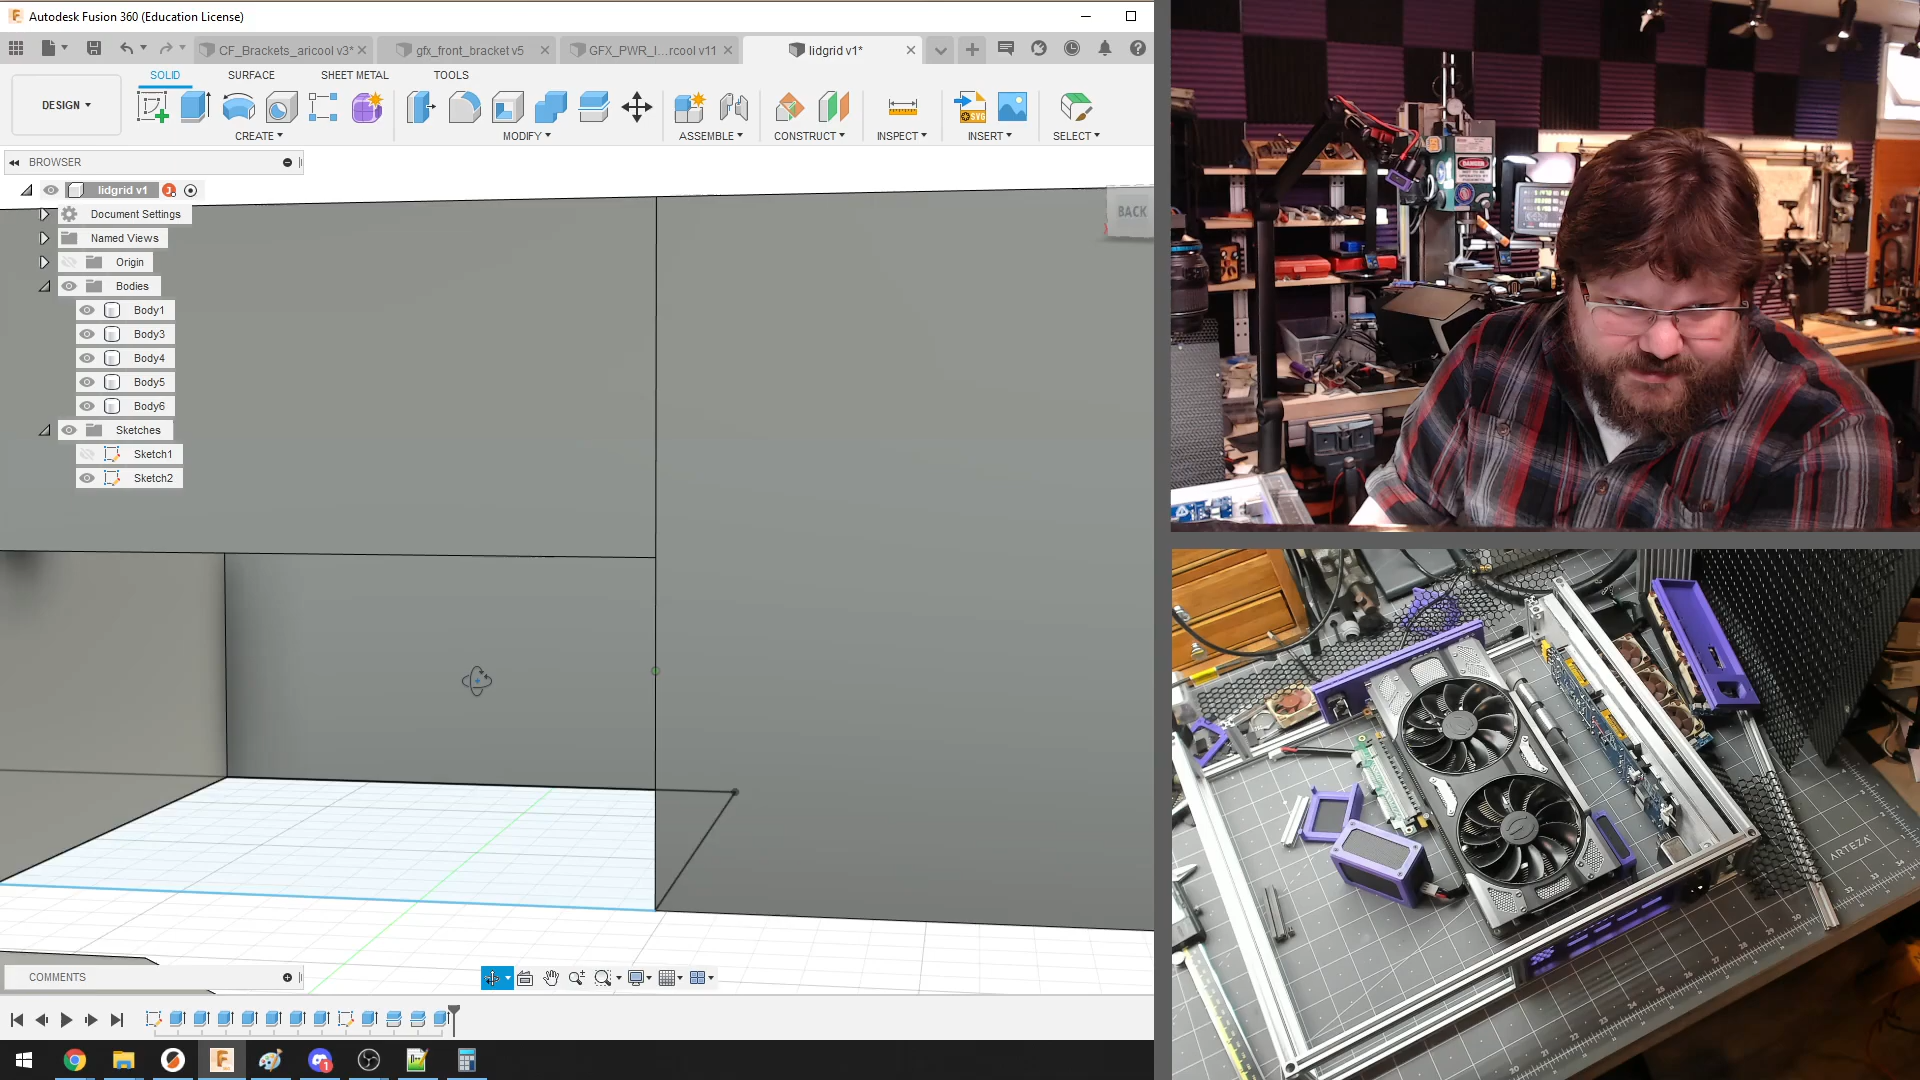 Autodesk Fusion 360 (Education License)
CF_Brackets_aricool v3*
gfx_front_bracket v5
GFX_PWR_I...rcool v11
lidgrid v1*
SOLID
SURFACE
SHEET METAL
TOOLS
DESIGN
CREATE
MODIFY
ASSEMBLE
CONSTRUCT
INSPECT
INSERT
SELECT
SVG
BROWSER
lidgrid v1
Document Settings
Named Views
Origin
Bodies
Body1
Body3
Body4
Body5
Body6
Sketches
Sketch1
Sketch2
BACK
COMMENTS
DANGER
ARTEZA